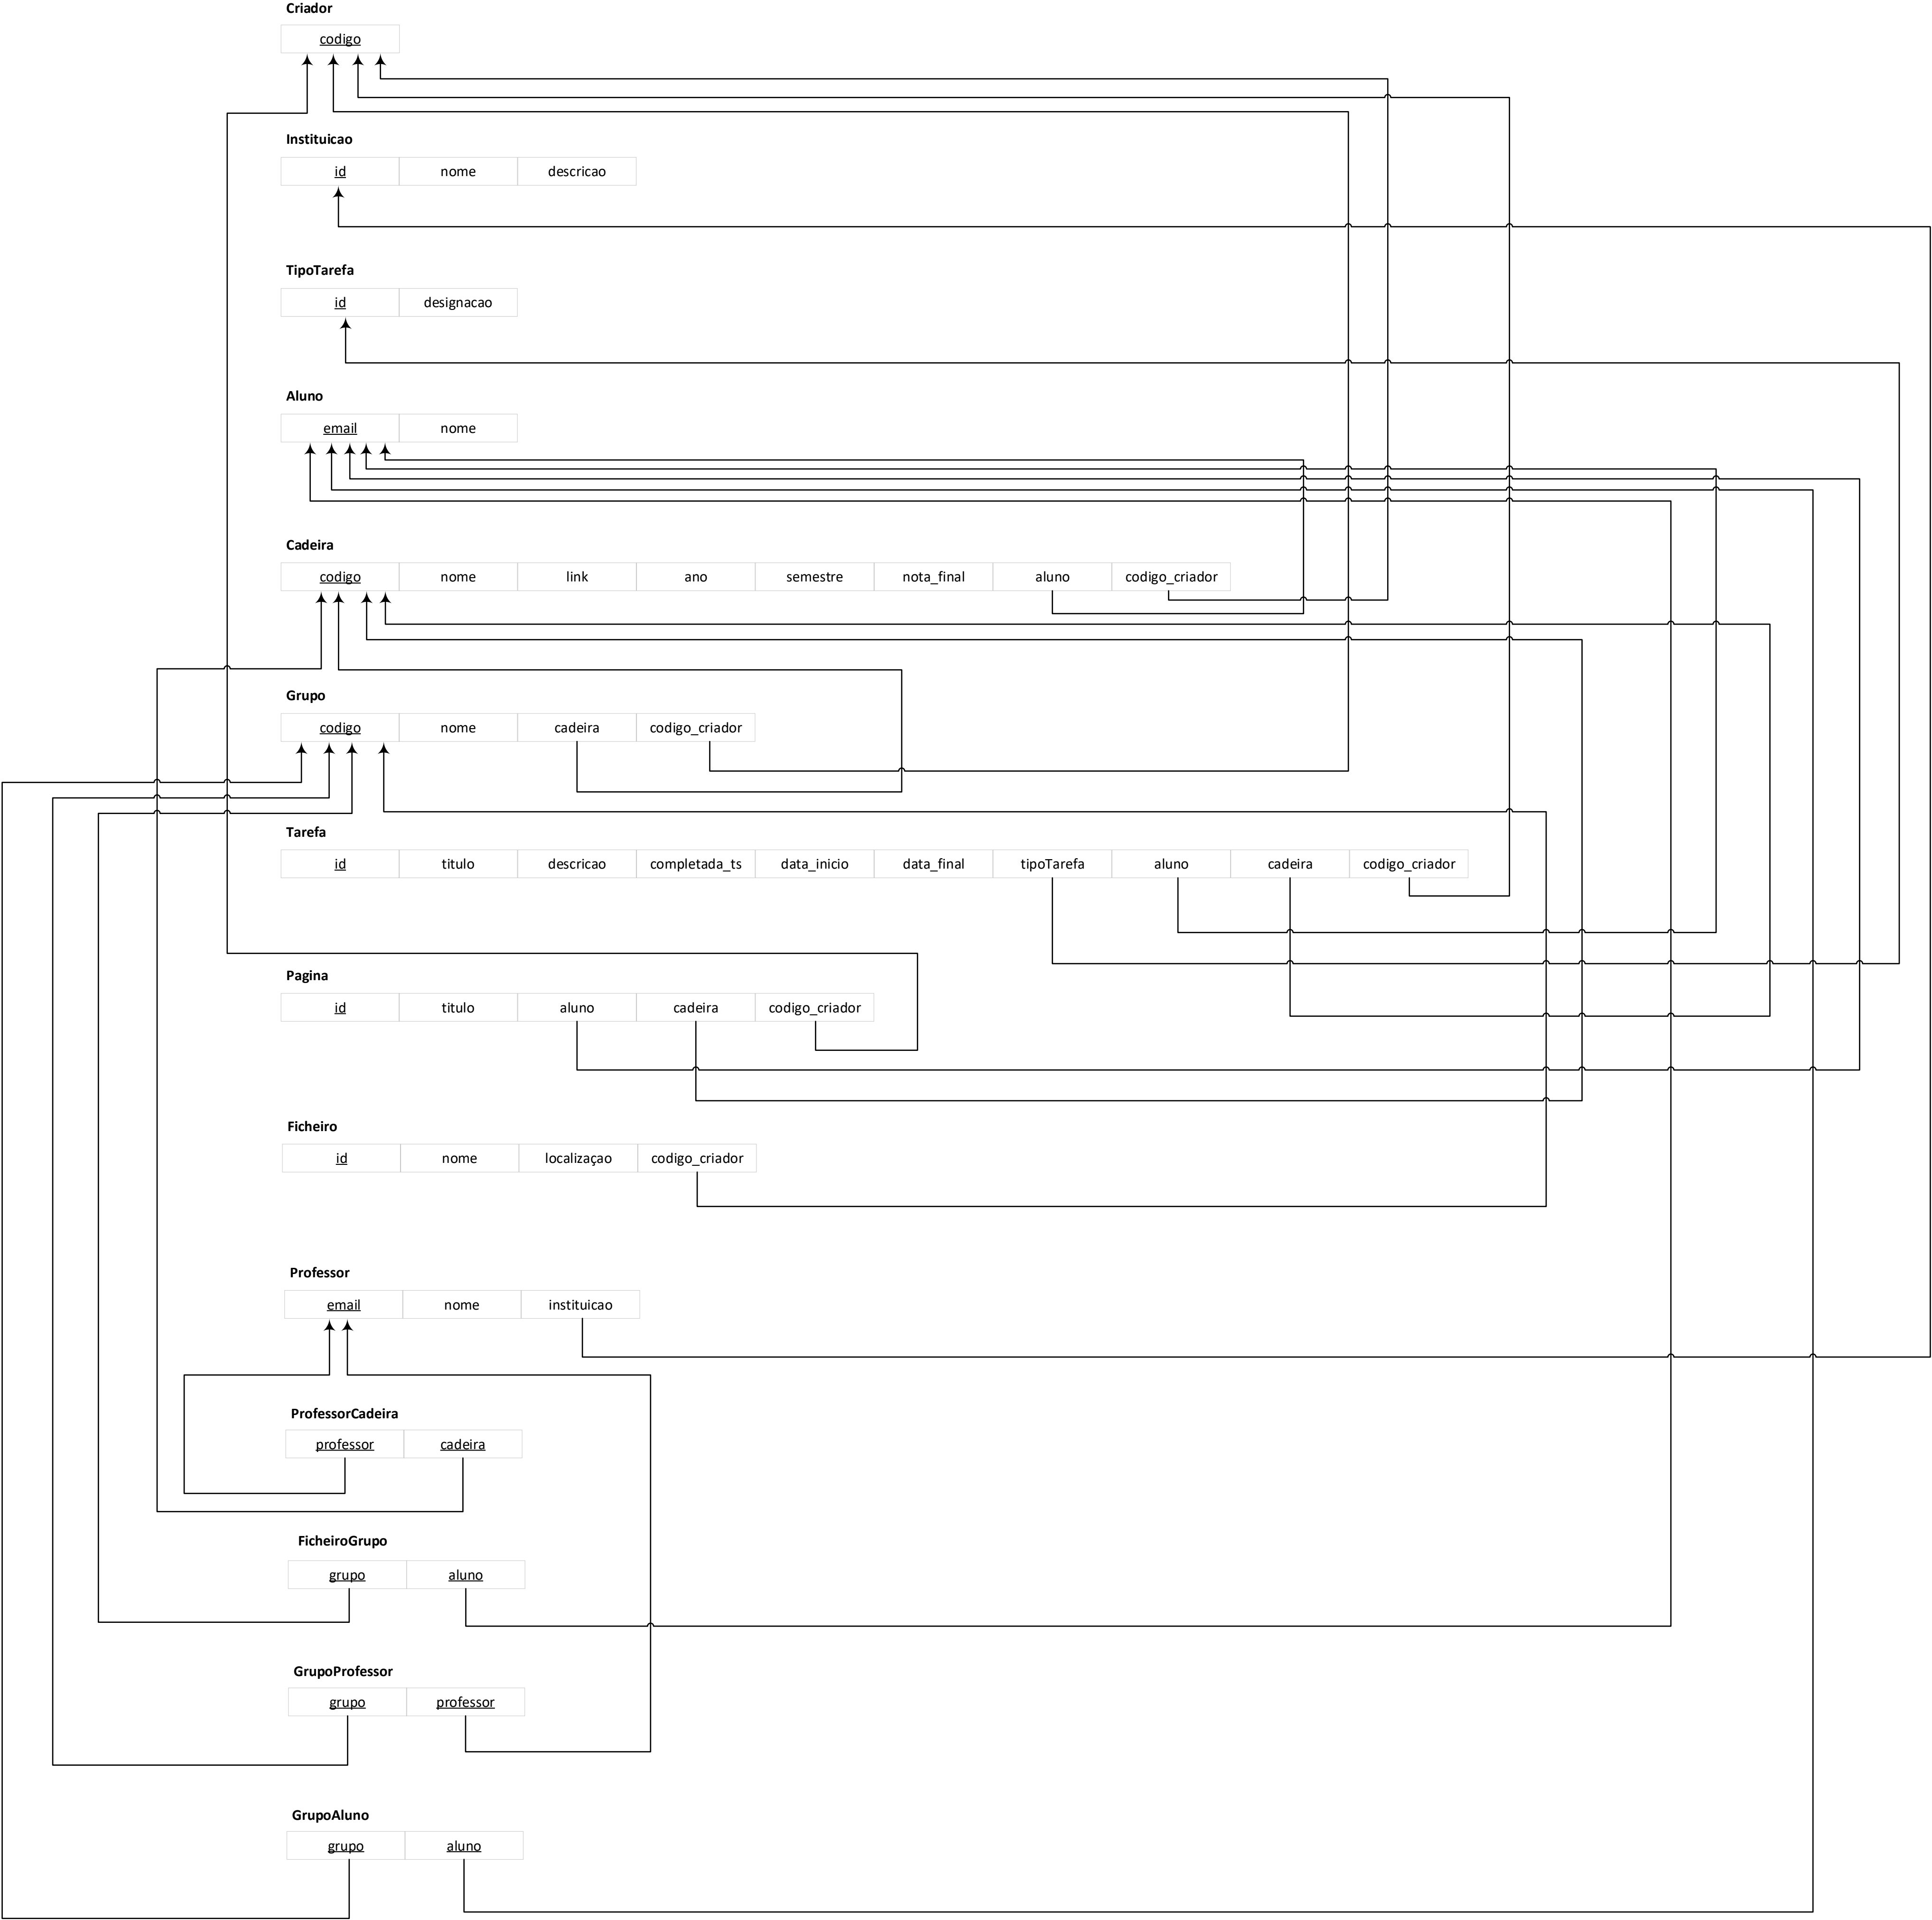 Criador
codigo
Instituicao
id nome descricao
TipoTarefa
id designacao
Aluno
email nome
Cadeira
codigo nome link ano semestre nota_final aluno codigo_criador
Grupo
codigo nome cadeira codigo_criador
Tarefa
id titulo descricao completada_ts data_inicio data_final tipoTarefa aluno cadeira codigo_criador
Pagina
id titulo aluno cadeira codigo_criador
Ficheiro
id nome localizaçao codigo_criador
Professor
email nome instituicao
ProfessorCadeira
professor cadeira
FicheiroGrupo
grupo aluno
GrupoProfessor
grupo professor
GrupoAluno
grupo aluno